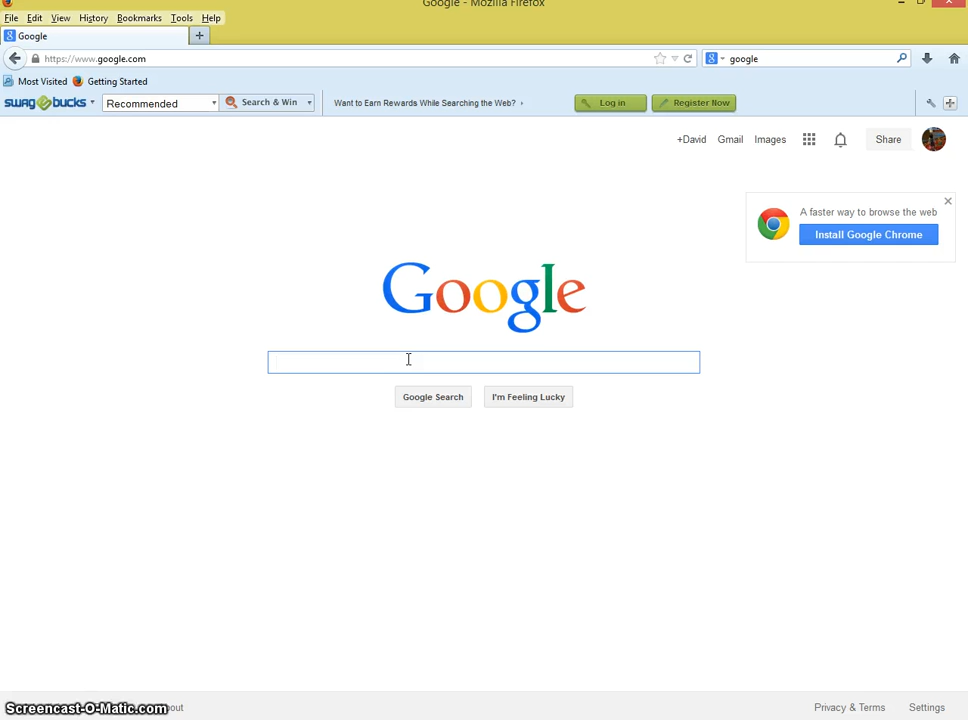 Google - Mozilla Firefox
File Edit View History Bookmarks Tools Help
Google
https://www.google.com google
Most Visited Getting Started
swagbucks Recommended Search & Win Want to Earn Rewards While Searching the Web? Log in Register Now
+David Gmail Images Share
A faster way to browse the web
Install Google Chrome
Google
Google Search I'm Feeling Lucky
Screencast-O-Matic.com Privacy & Terms Settings